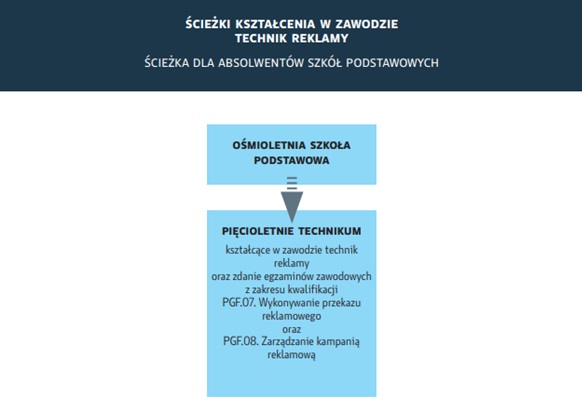 ŚCIEŻKI KSZTAŁCENIA W ZAWODZIE
TECHNIK REKLAMY
ŚCIEŻKA DLA ABSOLWENTÓW SZKÓŁ PODSTAWOWYCH
OŚMIOLETNIA SZKOŁA
PODSTAWOWA
PIĘCIOLETNIE TECHNIKUM
kształcące w zawodzie technik
reklamy
oraz zdanie egzaminów zawodowych
z zakresu kwalifikacji
PGF.07. Wykonywanie przekazu
reklamowego
oraz
PGF.08. Zarządzanie kampanią
reklamową